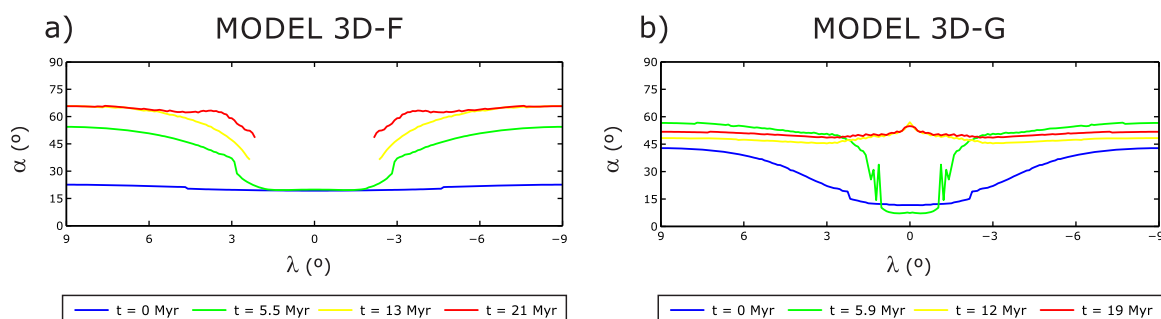 a) MODEL 3D-F
90
75
60
45
30
15
0
α (º)
9 6 3 0 −3 −6 −9
λ (º)
t = 0 Myr t = 5.5 Myr t = 13 Myr t = 21 Myr
b) MODEL 3D-G
90
75
60
45
30
15
0
α (º)
9 6 3 0 −3 −6 −9
λ (º)
t = 0 Myr t = 5.9 Myr t = 12 Myr t = 19 Myr